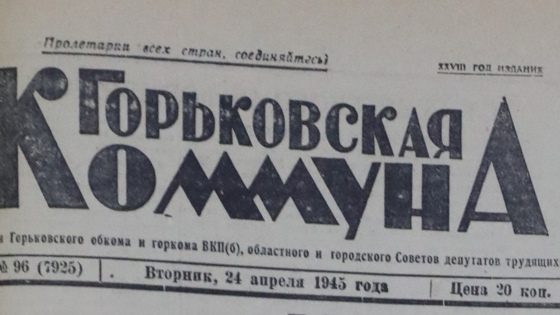 Пролетарии всех стран, соединяйтесь!
XXVIII ГОД ИЗДАНИЯ
ГОРЬКОВСКАЯ
КОММУНА
Горьковского обкома и горкома ВКП(б), областного и городского Советов депутатов трудящих
№ 96 (7925)
Вторник, 24 апреля 1945 года
Цена 20 коп.